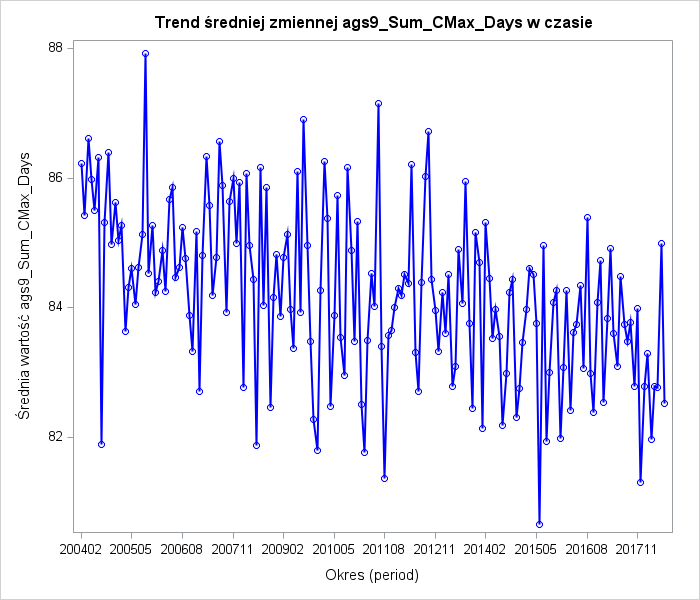 Trend średniej zmiennej ags9_Sum_CMax_Days w czasie
Średnia wartość ags9_Sum_CMax_Days
88
86
84
82
200402 200505 200608 200711 200902 201005 201108 201211 201402 201505 201608 201711
Okres (period)